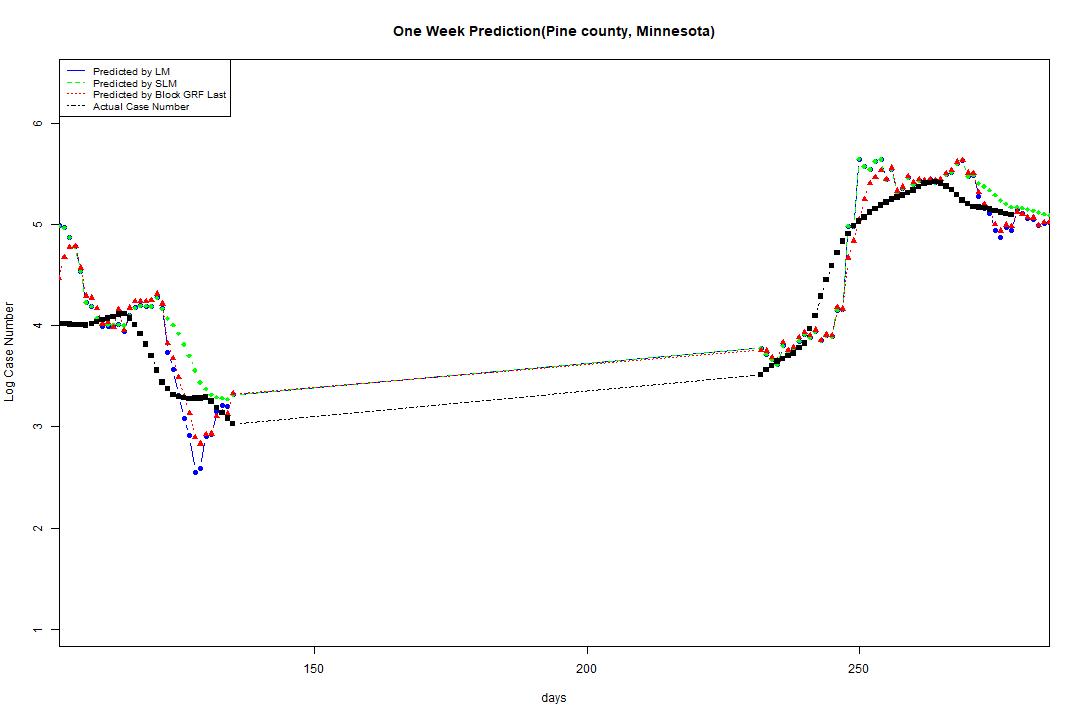 One Week Prediction(Pine county, Minnesota)
Predicted by LM
Predicted by SLM
Predicted by Block GRF Last
Actual Case Number
Log Case Number
6
5
4
3
2
1
150
200
250
days